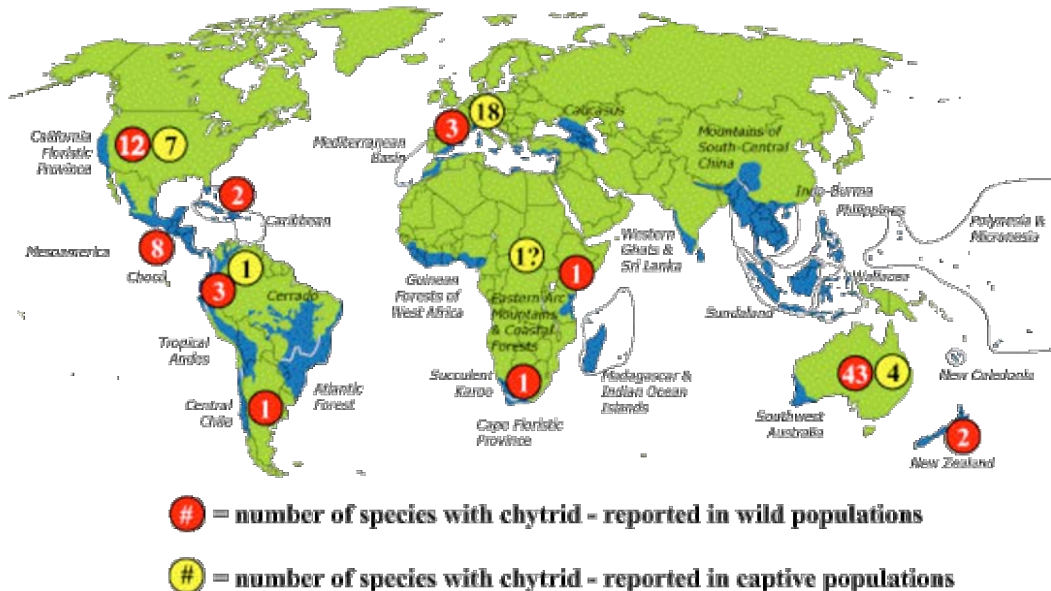 California
Floristic
Province
12
7
2
Caribbean
Mesoamerica
8
Chocó
1
3
Cerrado
Tropical
Andes
Atlantic
Forest
Central
Chile
1
Mediterranean
Basin
3
18
Caucasus
Mountains of
South-Central
China
Indo-Burma
Philippines
Polynesia &
Micronesia
Western
Ghats & Sri
Lanka
Guinean
Forests of
West Africa
1?
1
Eastern Arc
Mountains
& Coastal
Forests
Sundaland
Wallacea
Succulent
Karoo
1
Cape Floristic
Province
Madagascar &
Indian Ocean
Islands
43
4
Southwest
Australia
New Caledonia
2
New Zealand
# = number of species with chytrid - reported in wild populations
# = number of species with chytrid - reported in captive populations